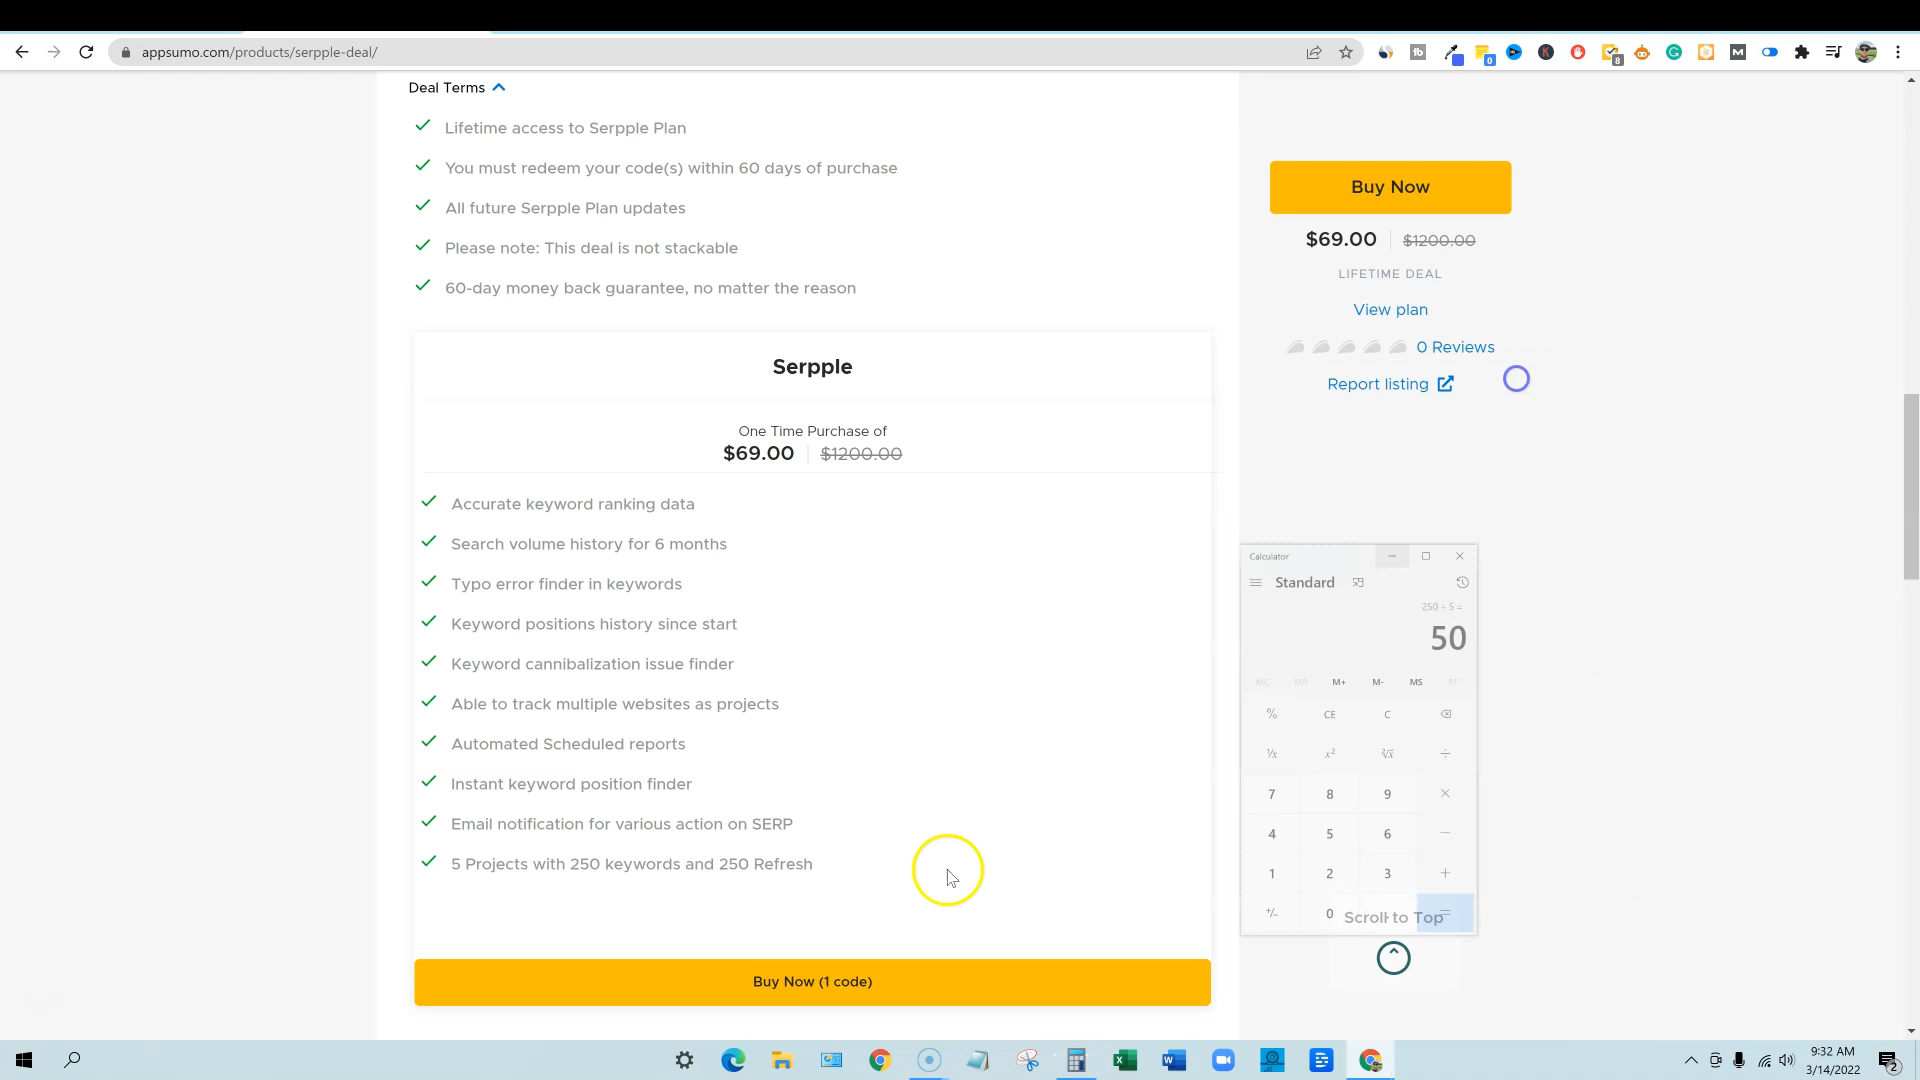 appsumo.com/products/serpple-deal/
Deal Terms
Lifetime access to Serpple Plan
You must redeem your code(s) within 60 days of purchase
All future Serpple Plan updates
Please note: This deal is not stackable
60-day money back guarantee, no matter the reason
Serpple
One Time Purchase of
$69.00 $1200.00
Accurate keyword ranking data
Search volume history for 6 months
Typo error finder in keywords
Keyword positions history since start
Keyword cannibalization issue finder
Able to track multiple websites as projects
Automated Scheduled reports
Instant keyword position finder
Email notification for various action on SERP
5 Projects with 250 keywords and 250 Refresh
Buy Now (1 code)
Buy Now
$69.00 $1200.00
LIFETIME DEAL
View plan
0 Reviews
Report listing
Calculator
Standard
250 ÷ 5 =
50
MC MR M+ M- MS
% CE C
7 8 9 ×
4 5 6 −
1 2 3 +
+/- 0 . =
Scroll to Top
9:32 AM
3/14/2022